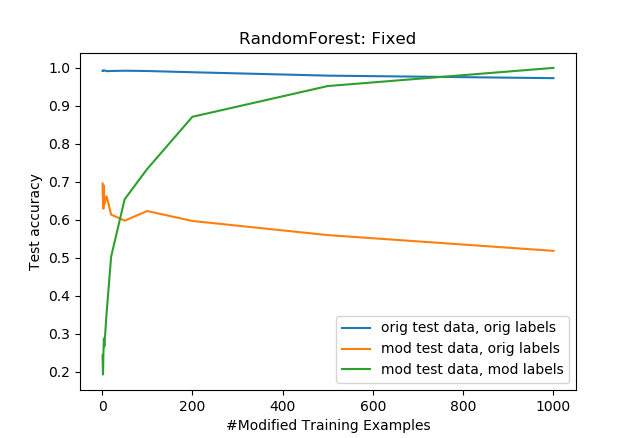 RandomForest: Fixed
Test accuracy
1.0
0.9
0.8
0.7
0.6
0.5
0.4
0.3
0.2
orig test data, orig labels
mod test data, orig labels
mod test data, mod labels
0 200 400 600 800 1000
#Modified Training Examples